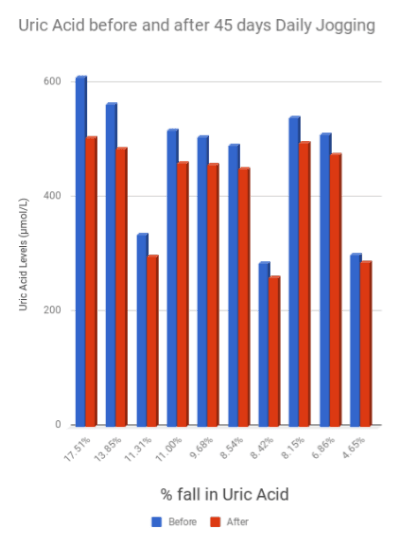 Uric Acid before and after 45 days Daily Jogging
Uric Acid Levels (μmol/L)
600
400
200
0
17.51%
13.85%
11.31%
11.00%
9.68%
8.54%
8.42%
8.15%
6.86%
4.65%
% fall in Uric Acid
Before
After